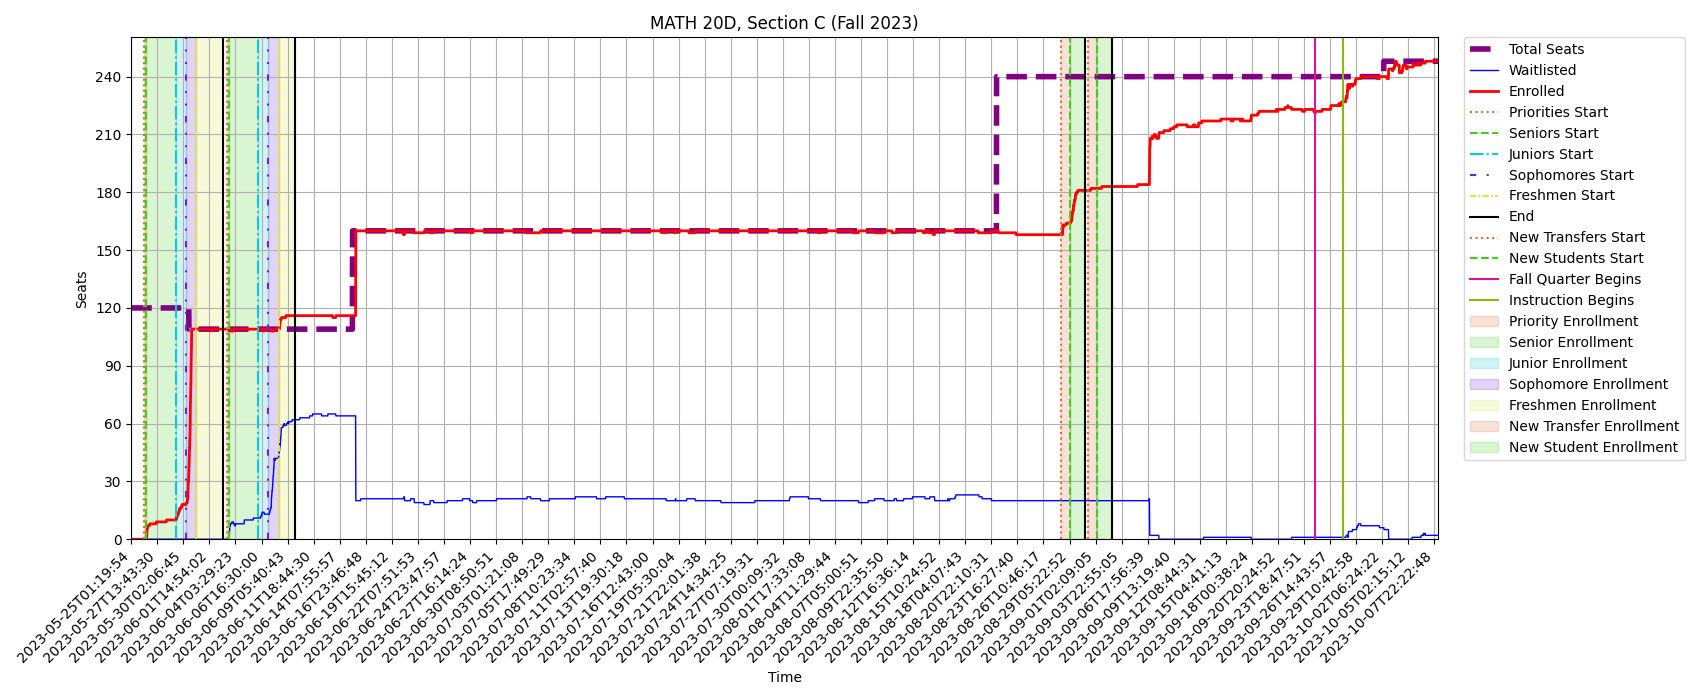 MATH 20D, Section C (Fall 2023)
Seats
240
210
180
150
120
90
60
30
0
2023-05-25T01:19:54
2023-05-27T13:43:30
2023-05-30T02:06:45
2023-06-01T14:54:02
2023-06-04T03:29:23
2023-06-06T16:30:00
2023-06-09T05:40:43
2023-06-11T18:44:30
2023-06-14T07:55:57
2023-06-16T23:46:48
2023-06-19T15:45:12
2023-06-22T07:51:53
2023-06-24T23:47:57
2023-06-27T16:14:24
2023-06-30T08:50:51
2023-07-03T01:21:08
2023-07-05T17:49:29
2023-07-08T10:23:34
2023-07-11T02:57:40
2023-07-13T19:30:18
2023-07-16T12:43:00
2023-07-19T05:30:04
2023-07-21T22:01:38
2023-07-24T14:34:25
2023-07-27T07:19:31
2023-07-30T00:09:32
2023-08-01T17:33:08
2023-08-04T11:29:44
2023-08-07T05:00:51
2023-08-09T22:35:50
2023-08-12T16:36:14
2023-08-15T10:24:52
2023-08-18T04:07:43
2023-08-20T22:10:31
2023-08-23T16:27:40
2023-08-26T10:46:17
2023-08-29T05:22:52
2023-09-01T02:09:05
2023-09-03T22:55:05
2023-09-06T17:56:39
2023-09-09T13:19:40
2023-09-12T08:44:31
2023-09-15T04:41:13
2023-09-18T00:38:24
2023-09-20T20:24:52
2023-09-23T18:47:51
2023-09-26T14:43:57
2023-09-29T10:42:58
2023-10-02T06:24:22
2023-10-05T02:15:12
2023-10-07T22:22:48
Time
Total Seats
Waitlisted
Enrolled
Priorities Start
Seniors Start
Juniors Start
Sophomores Start
Freshmen Start
End
New Transfers Start
New Students Start
Fall Quarter Begins
Instruction Begins
Priority Enrollment
Senior Enrollment
Junior Enrollment
Sophomore Enrollment
Freshmen Enrollment
New Transfer Enrollment
New Student Enrollment